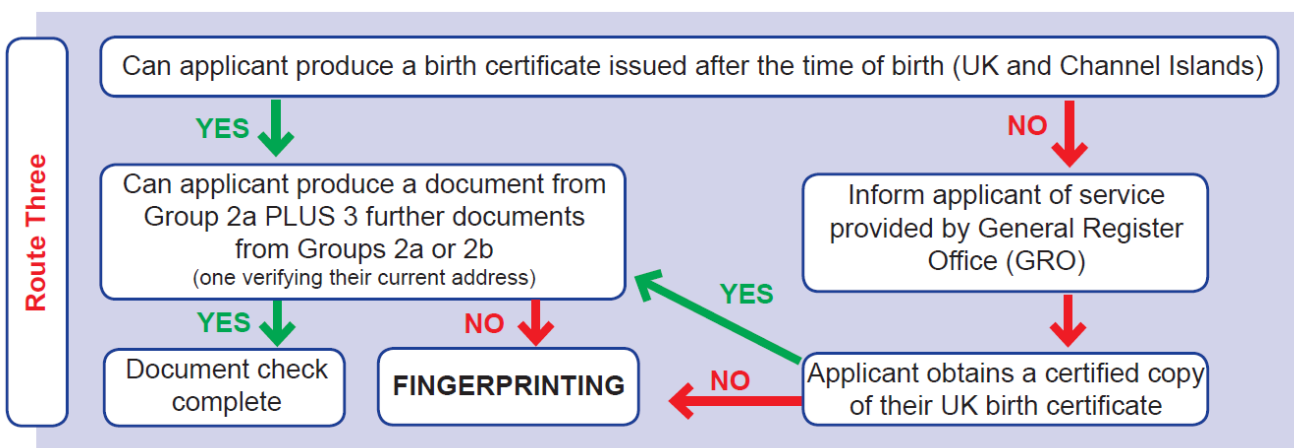 Route Three
Can applicant produce a birth certificate issued after the time of birth (UK and Channel Islands)
YES
NO
Can applicant produce a document from
Group 2a PLUS 3 further documents
from Groups 2a or 2b
(one verifying their current address)
Inform applicant of service
provided by General Register
Office (GRO)
YES
NO
YES
Document check
complete
FINGERPRINTING
NO
Applicant obtains a certified copy
of their UK birth certificate